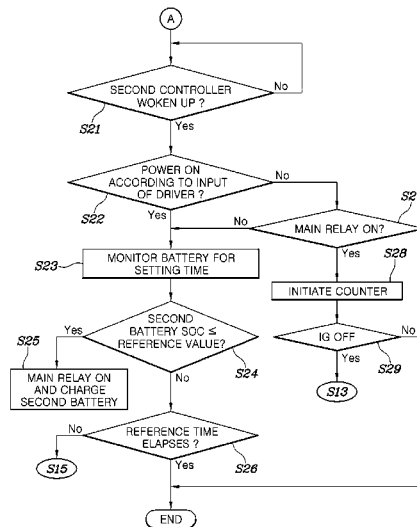 A
SECOND CONTROLLER
WOKEN UP ?
No
S21
Yes
POWER ON
ACCORDING TO INPUT
OF DRIVER ?
No
S22
Yes
No
MAIN RELAY ON?
S23
MONITOR BATTERY FOR
SETTING TIME
Yes
S28
INITIATE COUNTER
SECOND
BATTERY SOC ≤
REFERENCE VALUE?
Yes
S24
No
S25
MAIN RELAY ON
AND CHARGE
SECOND BATTERY
IG OFF
No
S29
Yes
S13
REFERENCE TIME
ELAPSES ?
No
S26
Yes
S15
END